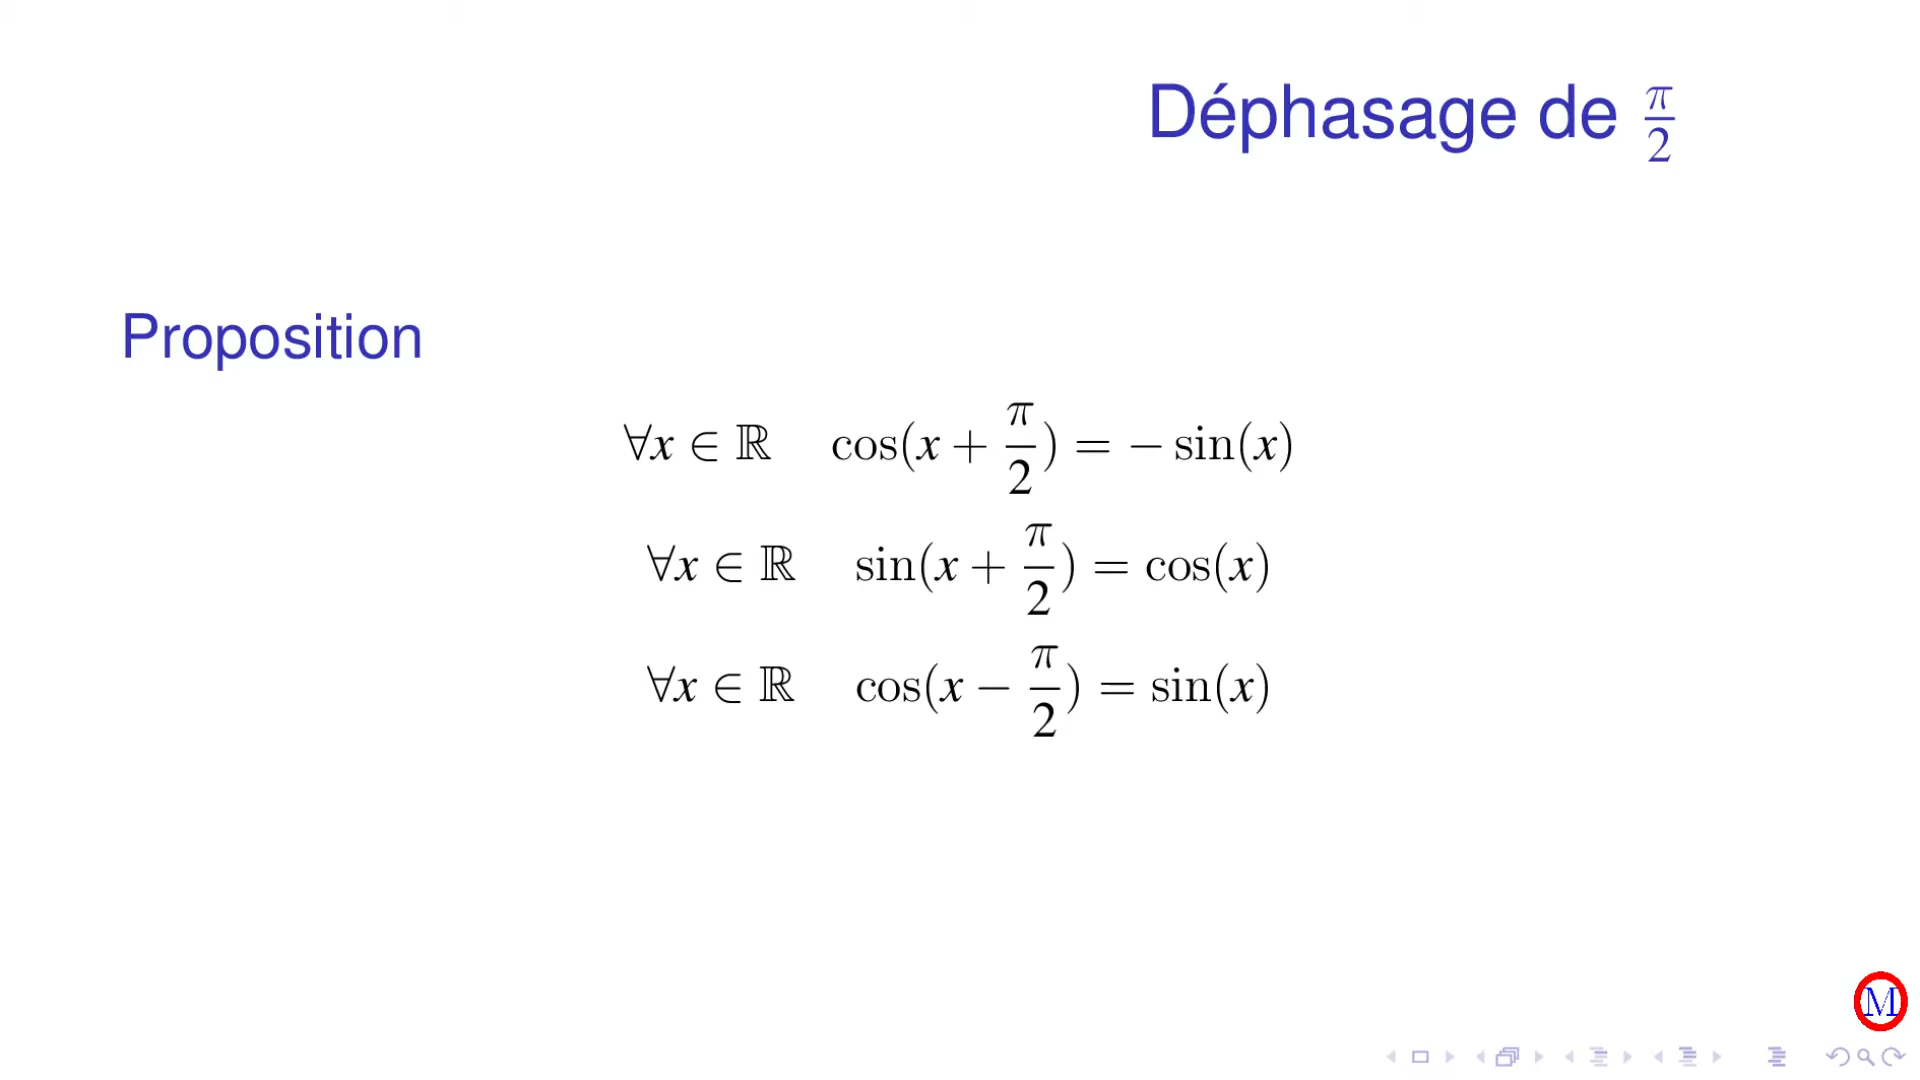 Déphasage de π/2
Proposition
∀x ∈ ℝ cos(x + π/2) = − sin(x)
∀x ∈ ℝ sin(x + π/2) = cos(x)
∀x ∈ ℝ cos(x − π/2) = sin(x)
M